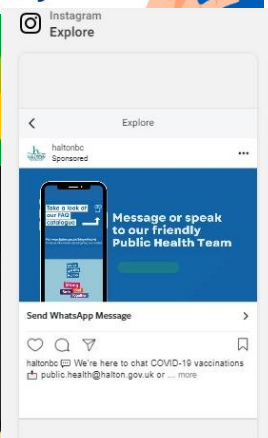 Instagram
Explore
Explore
haltonbc
Sponsored
Take a look at
our FAQ
catalogue
Message or speak
to our friendly
Public Health Team
Send WhatsApp Message
haltonbc 💬 We're here to chat COVID-19 vaccinations
📩 public.health@halton.gov.uk or ... more